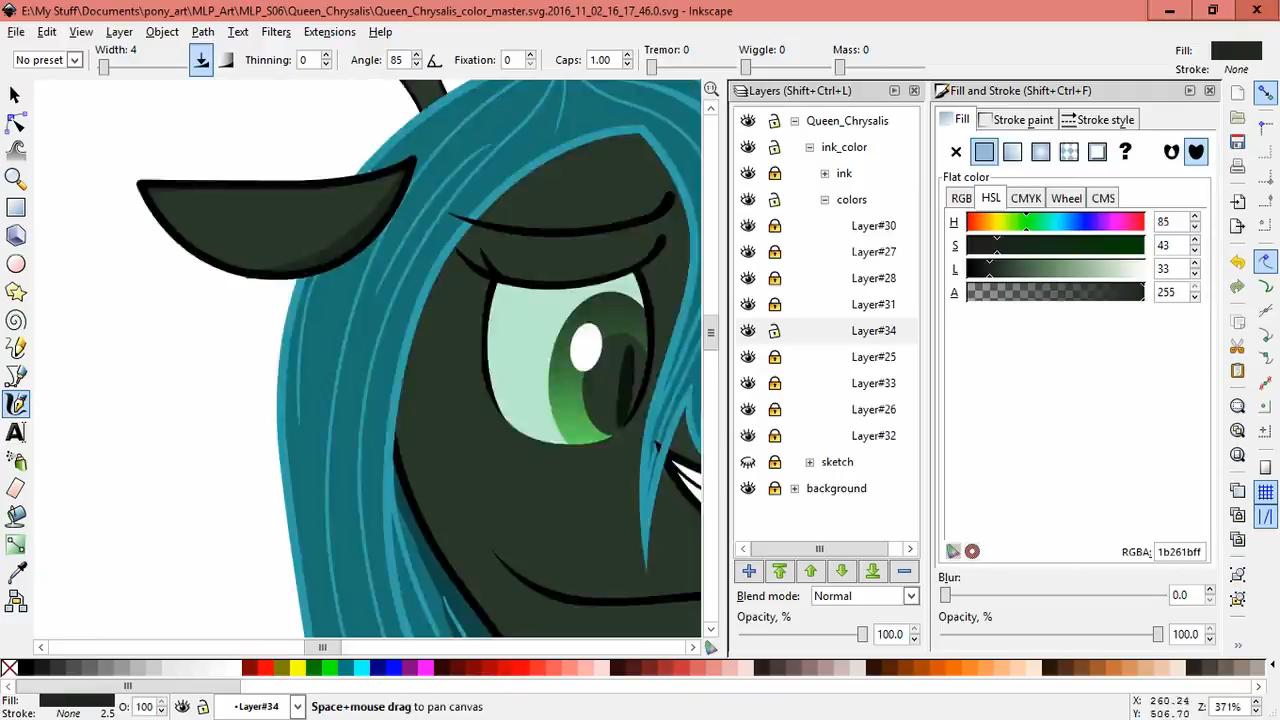 E:\My Stuff\Documents\pony_art\MLP_Art\MLP_S06\Queen_Chrysalis\Queen_Chrysalis_color_master.svg.2016_11_02_16_17_46.0.svg - Inkscape
File Edit View Layer Object Path Text Filters Extensions Help
No preset Width: 4 Thinning: 0 Angle: 85 Fixation: 0 Caps: 1.00 Tremor: 0 Wiggle: 0 Mass: 0 Fill: Stroke: None
Layers (Shift+Ctrl+L)
Queen_Chrysalis
ink_color
ink
colors
Layer#30
Layer#27
Layer#28
Layer#31
Layer#34
Layer#25
Layer#33
Layer#26
Layer#32
sketch
background
Blend mode: Normal
Opacity, % 100.0
Fill and Stroke (Shift+Ctrl+F)
Fill Stroke paint Stroke style
Flat color
RGB HSL CMYK Wheel CMS
H 85
S 43
L 33
A 255
RGBA: 1b261bff
Blur: 0.0
Opacity, % 100.0
Fill: O: 100 •Layer#34 Space+mouse drag to pan canvas X: 260.24 Z: 371%
Stroke: None 2.5 Y: 506.70